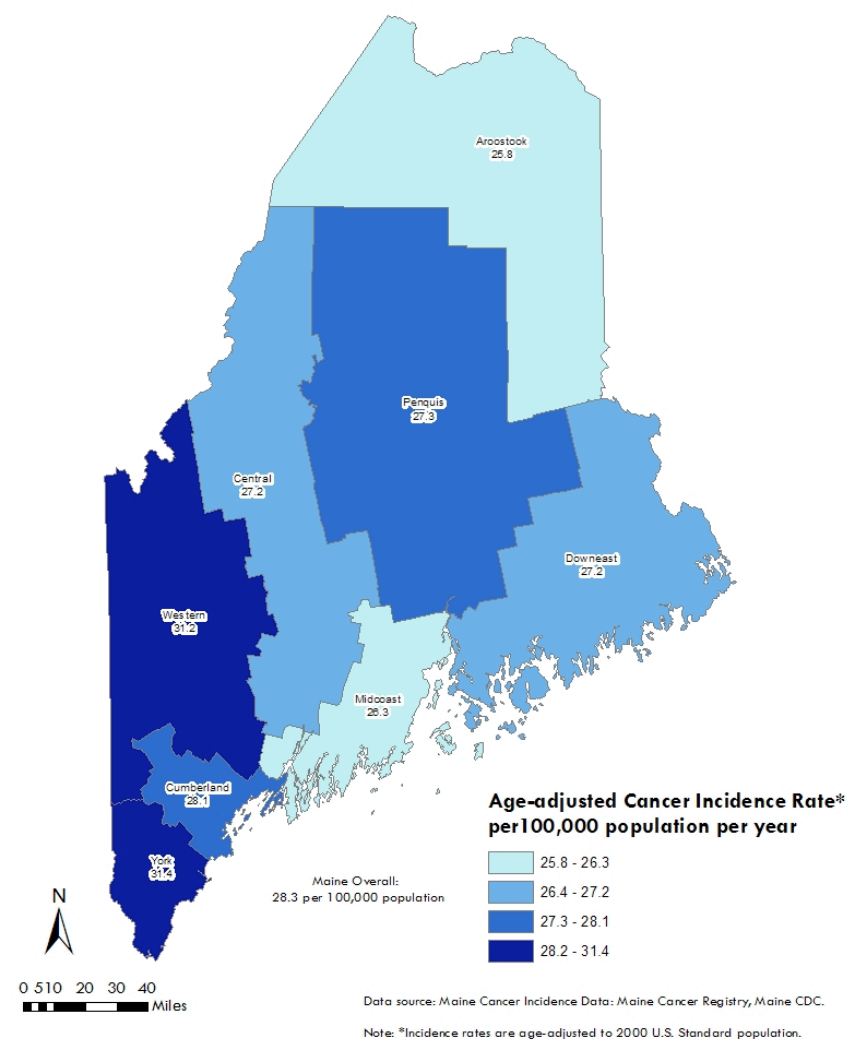 Aroostook
25.8
Penquis
27.3
Central
27.2
Downeast
27.2
Western
31.2
Midcoast
26.3
Cumberland
28.1
York
31.4
Age-adjusted Cancer Incidence Rate*
per100,000 population per year
25.8 - 26.3
26.4 - 27.2
27.3 - 28.1
28.2 - 31.4
Maine Overall:
28.3 per 100,000 population
N
0 510 20 30 40
Miles
Data source: Maine Cancer Incidence Data: Maine Cancer Registry, Maine CDC.
Note: *Incidence rates are age-adjusted to 2000 U.S. Standard population.